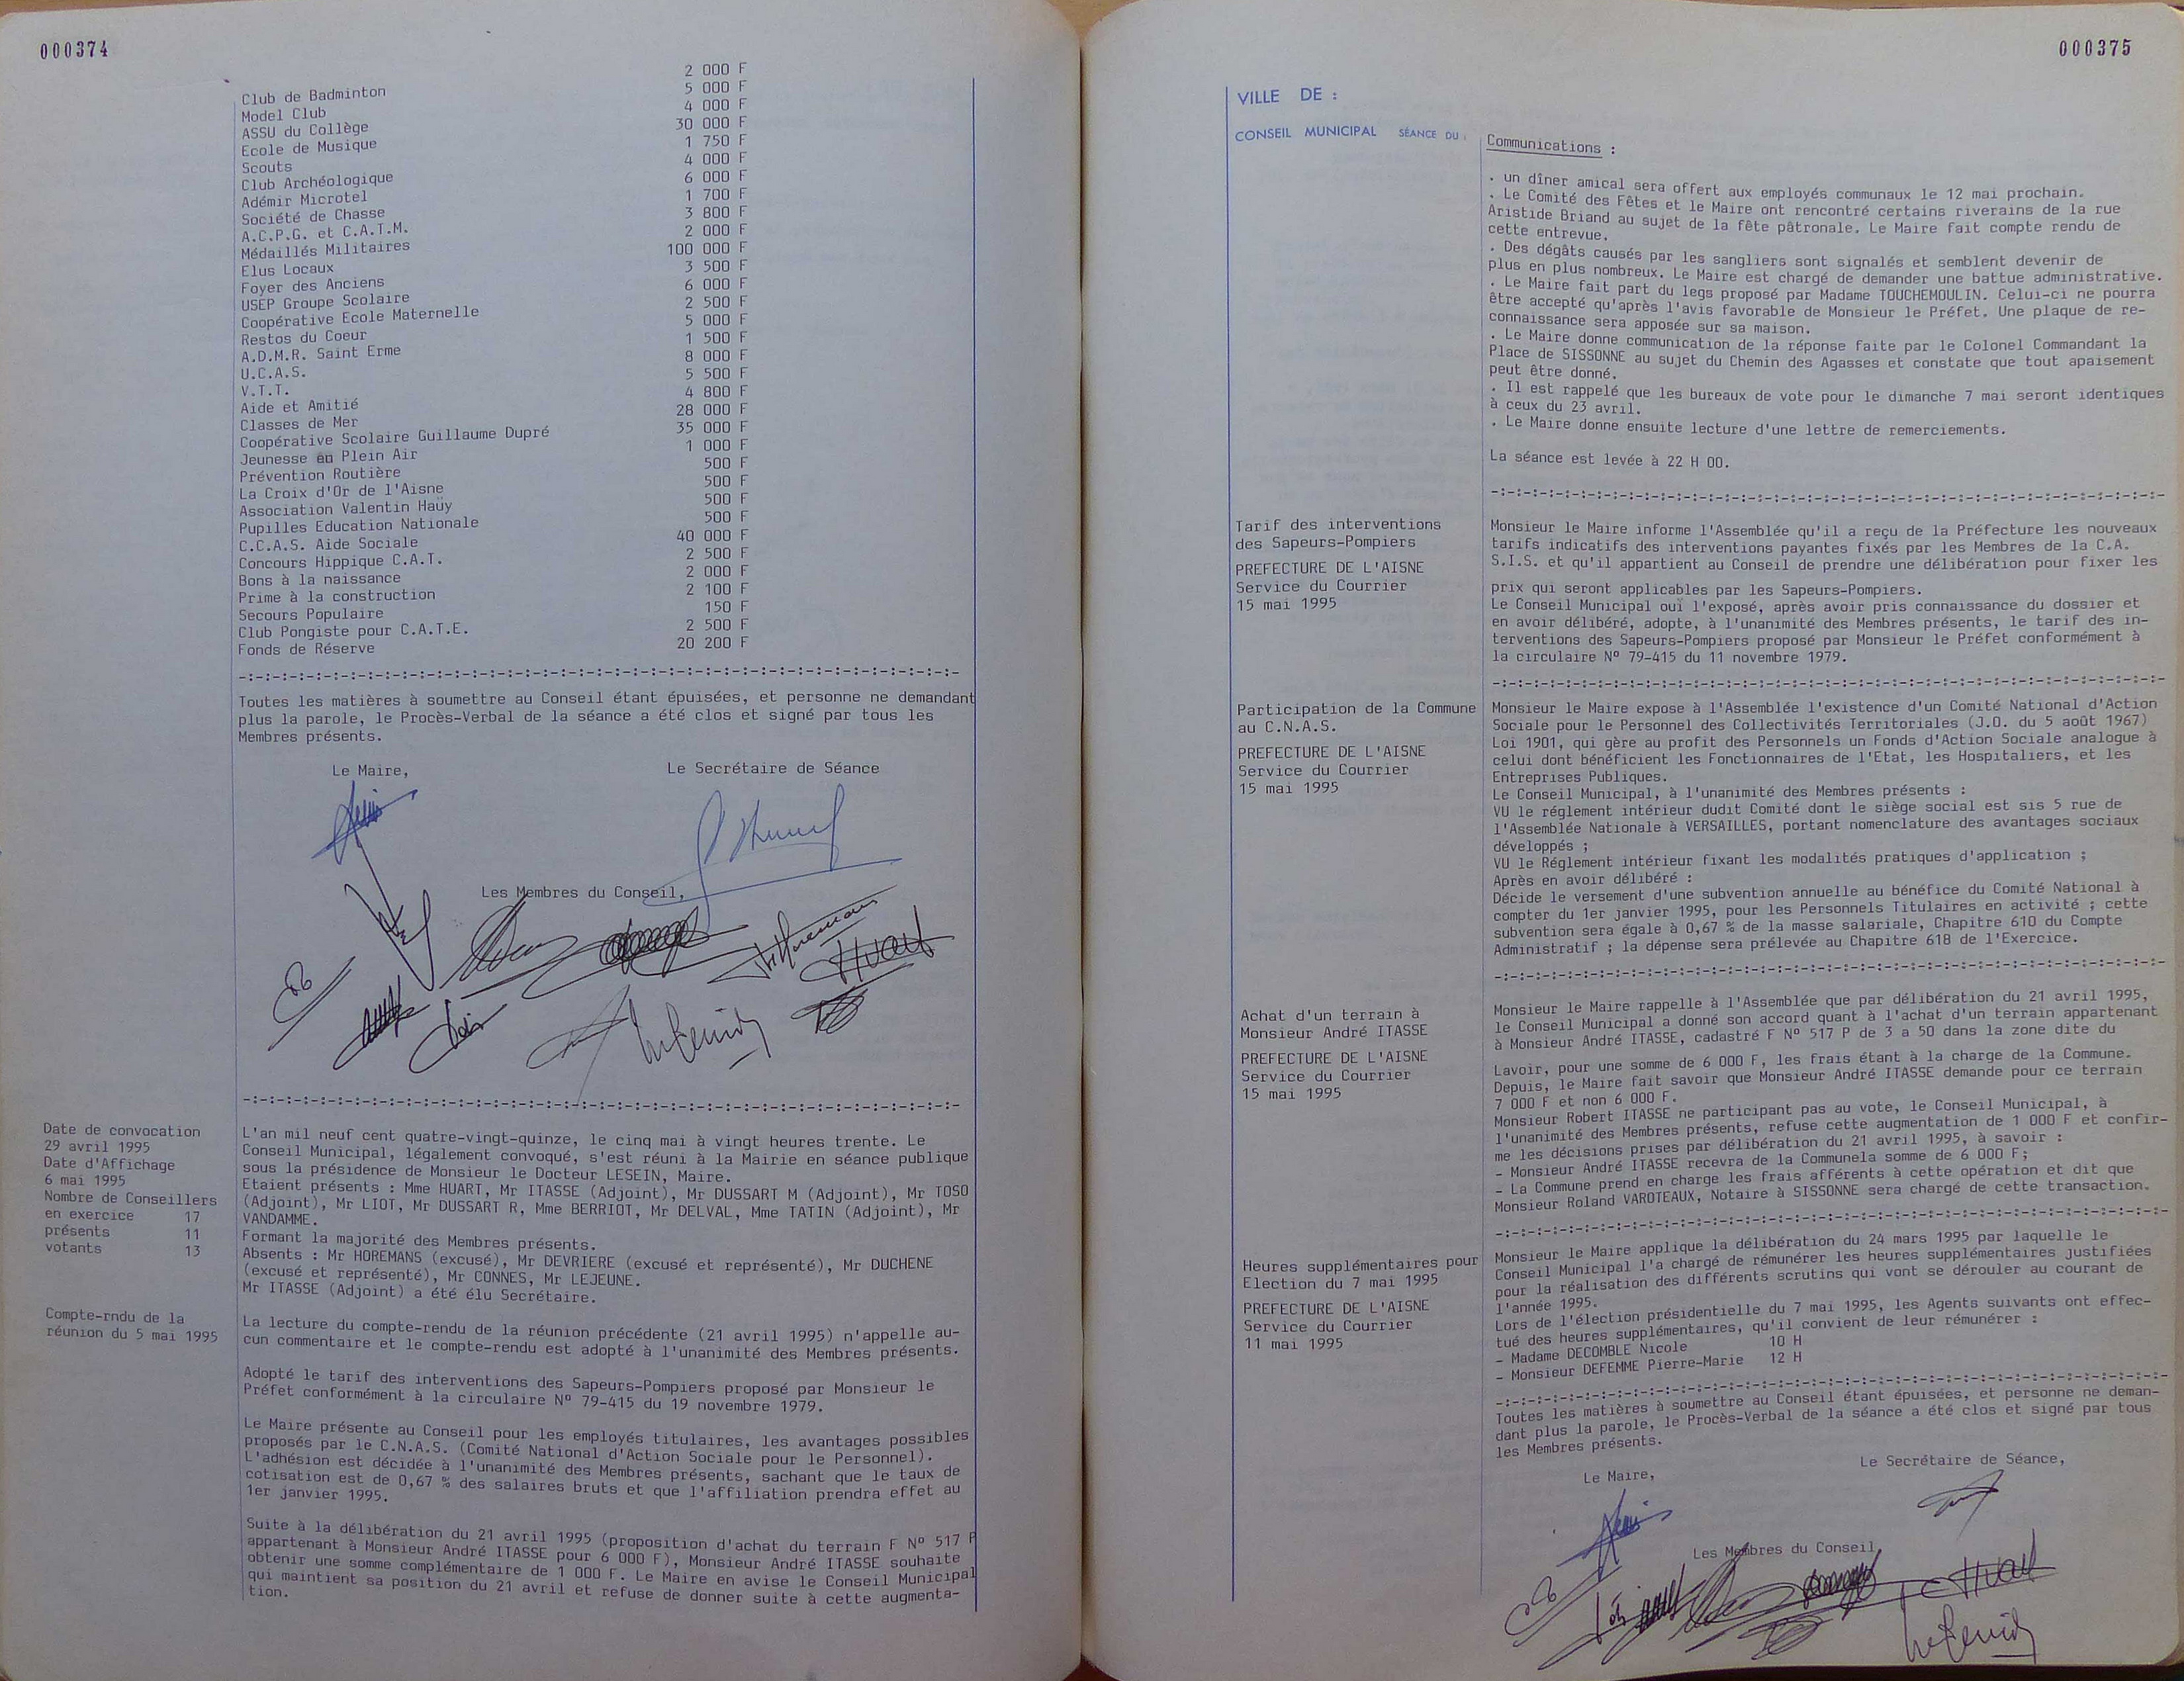 000374
Club de Badminton 2 000 F
Model Club 5 000 F
ASSU du Collège 4 000 F
Ecole de Musique 30 000 F
Scouts 1 750 F
Club Archéologique 4 000 F
Adémir Microtel 6 000 F
Société de Chasse 1 700 F
A.C.P.G. et C.A.T.M. 3 800 F
Médaillés Militaires 2 000 F
Elus Locaux 100 000 F
Foyer des Anciens 3 500 F
USEP Groupe Scolaire 6 000 F
Coopérative Ecole Maternelle 2 500 F
Restos du Coeur 5 000 F
A.D.M.R. Saint Erme 1 500 F
U.C.A.S. 8 000 F
V.T.T. 5 500 F
Aide et Amitié 4 800 F
Classes de Mer 28 000 F
Coopérative Scolaire Guillaume Dupré 35 000 F
Jeunesse au Plein Air 1 000 F
Prévention Routière 500 F
La Croix d'Or de l'Aisne 500 F
Association Valentin Haüy 500 F
Pupilles Education Nationale 500 F
C.C.A.S. Aide Sociale 40 000 F
Concours Hippique C.A.T. 2 500 F
Bons à la naissance 2 000 F
Prime à la construction 2 100 F
Secours Populaire 150 F
Club Pongiste pour C.A.T.E. 2 500 F
Fonds de Réserve 20 200 F
-:-:-:-:-:-:-:-:-:-:-:-:-:-:-:-:-:-:-:-:-:-:-:-:-:-:-:-:-:-:-:-:-:-:-:-:-:-:-
Toutes les matières à soumettre au Conseil étant épuisées, et personne ne demandant
plus la parole, le Procès-Verbal de la séance a été clos et signé par tous les
Membres présents.
Le Maire, Le Secrétaire de Séance
Les Membres du Conseil,
-:-:-:-:-:-:-:-:-:-:-:-:-:-:-:-:-:-:-:-:-:-:-:-:-:-:-:-:-:-:-:-:-:-:-:-:-:-:-
Date de convocation
29 avril 1995
Date d'Affichage
6 mai 1995
Nombre de Conseillers
en exercice 17
présents 11
votants 13
L'an mil neuf cent quatre-vingt-quinze, le cinq mai à vingt heures trente. Le
Conseil Municipal, légalement convoqué, s'est réuni à la Mairie en séance publique
sous la présidence de Monsieur le Docteur LESEIN, Maire.
Etaient présents : Mme HUART, Mr ITASSE (Adjoint), Mr DUSSART M (Adjoint), Mr TOSO
(Adjoint), Mr LIOT, Mr DUSSART R, Mme BERRIOT, Mr DELVAL, Mme TATIN (Adjoint), Mr
VANDAMME.
Formant la majorité des Membres présents.
Absents : Mr HOREMANS (excusé), Mr DEVRIERE (excusé et représenté), Mr DUCHENE
(excusé et représenté), Mr CONNES, Mr LEJEUNE.
Mr ITASSE (Adjoint) a été élu Secrétaire.
Compte-rndu de la
réunion du 5 mai 1995
La lecture du compte-rendu de la réunion précédente (21 avril 1995) n'appelle au-
cun commentaire et le compte-rendu est adopté à l'unanimité des Membres présents.
Adopté le tarif des interventions des Sapeurs-Pompiers proposé par Monsieur le
Préfet conformément à la circulaire Nº 79-415 du 19 novembre 1979.
Le Maire présente au Conseil pour les employés titulaires, les avantages possibles
proposés par le C.N.A.S. (Comité National d'Action Sociale pour le Personnel).
L'adhésion est décidée à l'unanimité des Membres présents, sachant que le taux de
cotisation est de 0,67 % des salaires bruts et que l'affiliation prendra effet au
1er janvier 1995.
Suite à la délibération du 21 avril 1995 (proposition d'achat du terrain F Nº 517 P
appartenant à Monsieur André ITASSE pour 6 000 F), Monsieur André ITASSE souhaite
obtenir une somme complémentaire de 1 000 F. Le Maire en avise le Conseil Municipal
qui maintient sa position du 21 avril et refuse de donner suite à cette augmenta-
tion.
000375
VILLE DE :
CONSEIL MUNICIPAL SÉANCE DU :
Communications :
. un dîner amical sera offert aux employés communaux le 12 mai prochain.
. Le Comité des Fêtes et le Maire ont rencontré certains riverains de la rue
Aristide Briand au sujet de la fête pâtronale. Le Maire fait compte rendu de
cette entrevue.
. Des dégâts causés par les sangliers sont signalés et semblent devenir de
plus en plus nombreux. Le Maire est chargé de demander une battue administrative.
. Le Maire fait part du legs proposé par Madame TOUCHEMOULIN. Celui-ci ne pourra
être accepté qu'après l'avis favorable de Monsieur le Préfet. Une plaque de re-
connaissance sera apposée sur sa maison.
. Le Maire donne communication de la réponse faite par le Colonel Commandant la
Place de SISSONNE au sujet du Chemin des Agasses et constate que tout apaisement
peut être donné.
. Il est rappelé que les bureaux de vote pour le dimanche 7 mai seront identiques
à ceux du 23 avril.
. Le Maire donne ensuite lecture d'une lettre de remerciements.
La séance est levée à 22 H 00.
-:-:-:-:-:-:-:-:-:-:-:-:-:-:-:-:-:-:-:-:-:-:-:-:-:-:-:-:-:-:-:-:-:-:-:-:-:-:-
Tarif des interventions
des Sapeurs-Pompiers
PREFECTURE DE L'AISNE
Service du Courrier
15 mai 1995
Monsieur le Maire informe l'Assemblée qu'il a reçu de la Préfecture les nouveaux
tarifs indicatifs des interventions payantes fixés par les Membres de la C.A.
S.I.S. et qu'il appartient au Conseil de prendre une délibération pour fixer les
prix qui seront applicables par les Sapeurs-Pompiers.
Le Conseil Municipal ouï l'exposé, après avoir pris connaissance du dossier et
en avoir délibéré, adopte, à l'unanimité des Membres présents, le tarif des in-
terventions des Sapeurs-Pompiers proposé par Monsieur le Préfet conformément à
la circulaire Nº 79-415 du 11 novembre 1979.
-:-:-:-:-:-:-:-:-:-:-:-:-:-:-:-:-:-:-:-:-:-:-:-:-:-:-:-:-:-:-:-:-:-:-:-:-:-:-
Participation de la Commune
au C.N.A.S.
PREFECTURE DE L'AISNE
Service du Courrier
15 mai 1995
Monsieur le Maire expose à l'Assemblée l'existence d'un Comité National d'Action
Sociale pour le Personnel des Collectivités Territoriales (J.O. du 5 août 1967)
Loi 1901, qui gère au profit des Personnels un Fonds d'Action Sociale analogue à
celui dont bénéficient les Fonctionnaires de l'Etat, les Hospitaliers, et les
Entreprises Publiques.
Le Conseil Municipal, à l'unanimité des Membres présents :
VU le réglement intérieur dudit Comité dont le siège social est sis 5 rue de
l'Assemblée Nationale à VERSAILLES, portant nomenclature des avantages sociaux
développés ;
VU le Réglement intérieur fixant les modalités pratiques d'application ;
Après en avoir délibéré :
Décide le versement d'une subvention annuelle au bénéfice du Comité National à
compter du 1er janvier 1995, pour les Personnels Titulaires en activité ; cette
subvention sera égale à 0,67 % de la masse salariale, Chapitre 610 du Compte
Administratif ; la dépense sera prélevée au Chapitre 618 de l'Exercice.
-:-:-:-:-:-:-:-:-:-:-:-:-:-:-:-:-:-:-:-:-:-:-:-:-:-:-:-:-:-:-:-:-:-:-:-:-:-:-
Achat d'un terrain à
Monsieur André ITASSE
PREFECTURE DE L'AISNE
Service du Courrier
15 mai 1995
Monsieur le Maire rappelle à l'Assemblée que par délibération du 21 avril 1995,
le Conseil Municipal a donné son accord quant à l'achat d'un terrain appartenant
à Monsieur André ITASSE, cadastré F Nº 517 P de 3 a 50 dans la zone dite du
Lavoir, pour une somme de 6 000 F, les frais étant à la charge de la Commune.
Depuis, le Maire fait savoir que Monsieur André ITASSE demande pour ce terrain
7 000 F et non 6 000 F.
Monsieur Robert ITASSE ne participant pas au vote, le Conseil Municipal, à
l'unanimité des Membres présents, refuse cette augmentation de 1 000 F et confir-
me les décisions prises par délibération du 21 avril 1995, à savoir :
- Monsieur André ITASSE recevra de la Communela somme de 6 000 F;
- La Commune prend en charge les frais afférents à cette opération et dit que
Monsieur Roland VAROTEAUX, Notaire à SISSONNE sera chargé de cette transaction.
-:-:-:-:-:-:-:-:-:-:-:-:-:-:-:-:-:-:-:-:-:-:-:-:-:-:-:-:-:-:-:-:-:-:-:-:-:-:-
Heures supplémentaires pour
Election du 7 mai 1995
PREFECTURE DE L'AISNE
Service du Courrier
11 mai 1995
Monsieur le Maire applique la délibération du 24 mars 1995 par laquelle le
Conseil Municipal l'a chargé de rémunérer les heures supplémentaires justifiées
pour la réalisation des différents scrutins qui vont se dérouler au courant de
l'année 1995.
Lors de l'élection présidentielle du 7 mai 1995, les Agents suivants ont effec-
tué des heures supplémentaires, qu'il convient de leur rémunérer :
- Madame DECOMBLE Nicole 10 H
- Monsieur DEFEMME Pierre-Marie 12 H
-:-:-:-:-:-:-:-:-:-:-:-:-:-:-:-:-:-:-:-:-:-:-:-:-:-:-:-:-:-:-:-:-:-:-:-:-:-:-
Toutes les matières à soumettre au Conseil étant épuisées, et personne ne deman-
dant plus la parole, le Procès-Verbal de la séance a été clos et signé par tous
les Membres présents.
Le Maire, Le Secrétaire de Séance,
Les Membres du Conseil,